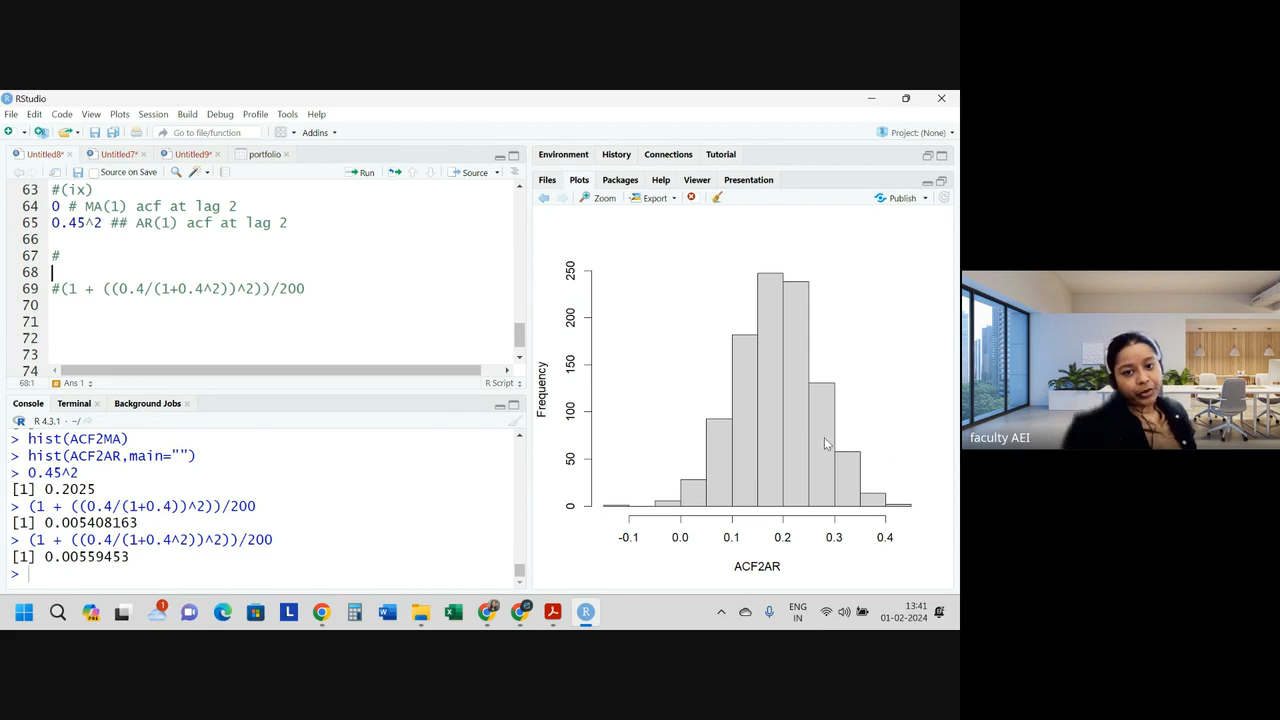 RStudio
File Edit Code View Plots Session Build Debug Profile Tools Help
Go to file/function Addins Project: (None)
Untitled8* Untitled7* Untitled9* portfolio
Source on Save Run Source
63 #(ix)
64 0 # MA(1) acf at lag 2
65 0.45^2 ## AR(1) acf at lag 2
66
67 #
68
69 #(1 + ((0.4/(1+0.4^2))^2))/200
70
71
72
73
74
68:1 Ans 1 R Script
Console Terminal Background Jobs
R 4.3.1 · ~/
> hist(ACF2MA)
> hist(ACF2AR,main="")
> 0.45^2
[1] 0.2025
> (1 + ((0.4/(1+0.4))^2))/200
[1] 0.005408163
> (1 + ((0.4/(1+0.4^2))^2))/200
[1] 0.00559453
>
Environment History Connections Tutorial
Files Plots Packages Help Viewer Presentation
Zoom Export Publish
Frequency
250
200
150
100
50
0
-0.1 0.0 0.1 0.2 0.3 0.4
ACF2AR
faculty AEI
ENG
IN
13:41
01-02-2024